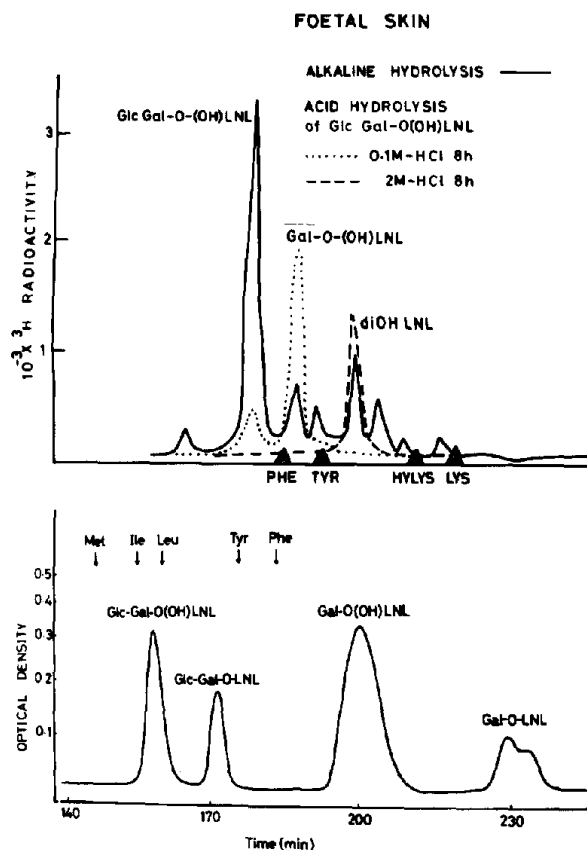 FOETAL SKIN
ALKALINE HYDROLYSIS
ACID HYDROLYSIS
of Glc Gal-O(OH)LNL
0.1M-HCl 8h
2M-HCl 8h
Glc Gal-O-(OH)LNL
Gal-O-(OH)LNL
diOH LNL
10⁻³X ³H RADIOACTIVITY
3
2
1
PHE TYR HYLYS LYS
Met Ile Leu Tyr Phe
Glc-Gal-O(OH)LNL
Glc-Gal-O-LNL
Gal-O(OH)LNL
Gal-O-LNL
OPTICAL DENSITY
0.5
0.4
0.3
0.2
0.1
140 170 200 230
Time (min)